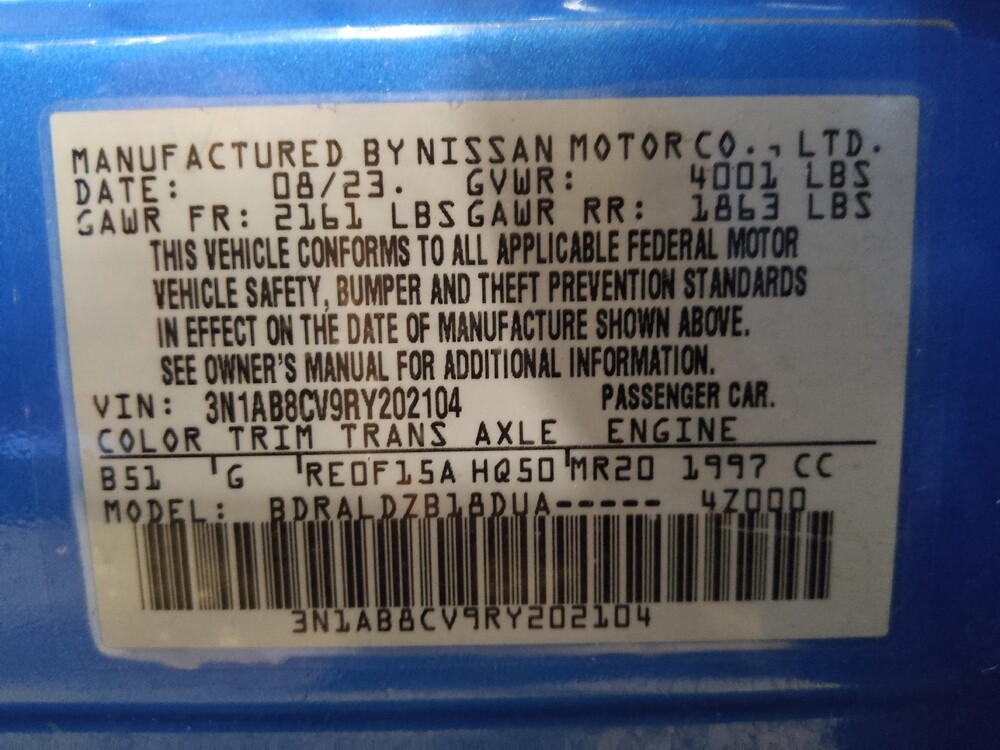 MANUFACTURED BY NISSAN MOTOR CO., LTD.
DATE: 08/23. GVWR: 4001 LBS
GAWR FR: 2161 LBS GAWR RR: 1863 LBS
THIS VEHICLE CONFORMS TO ALL APPLICABLE FEDERAL MOTOR
VEHICLE SAFETY, BUMPER AND THEFT PREVENTION STANDARDS
IN EFFECT ON THE DATE OF MANUFACTURE SHOWN ABOVE.
SEE OWNER'S MANUAL FOR ADDITIONAL INFORMATION.
VIN: 3N1AB8CV9RY202104 PASSENGER CAR.
COLOR TRIM TRANS AXLE ENGINE
B51 G RE0F15A HQ50 MR20 1997 CC
MODEL: BDRALDZB18DUA----- 4Z000
3N1AB8CV9RY202104